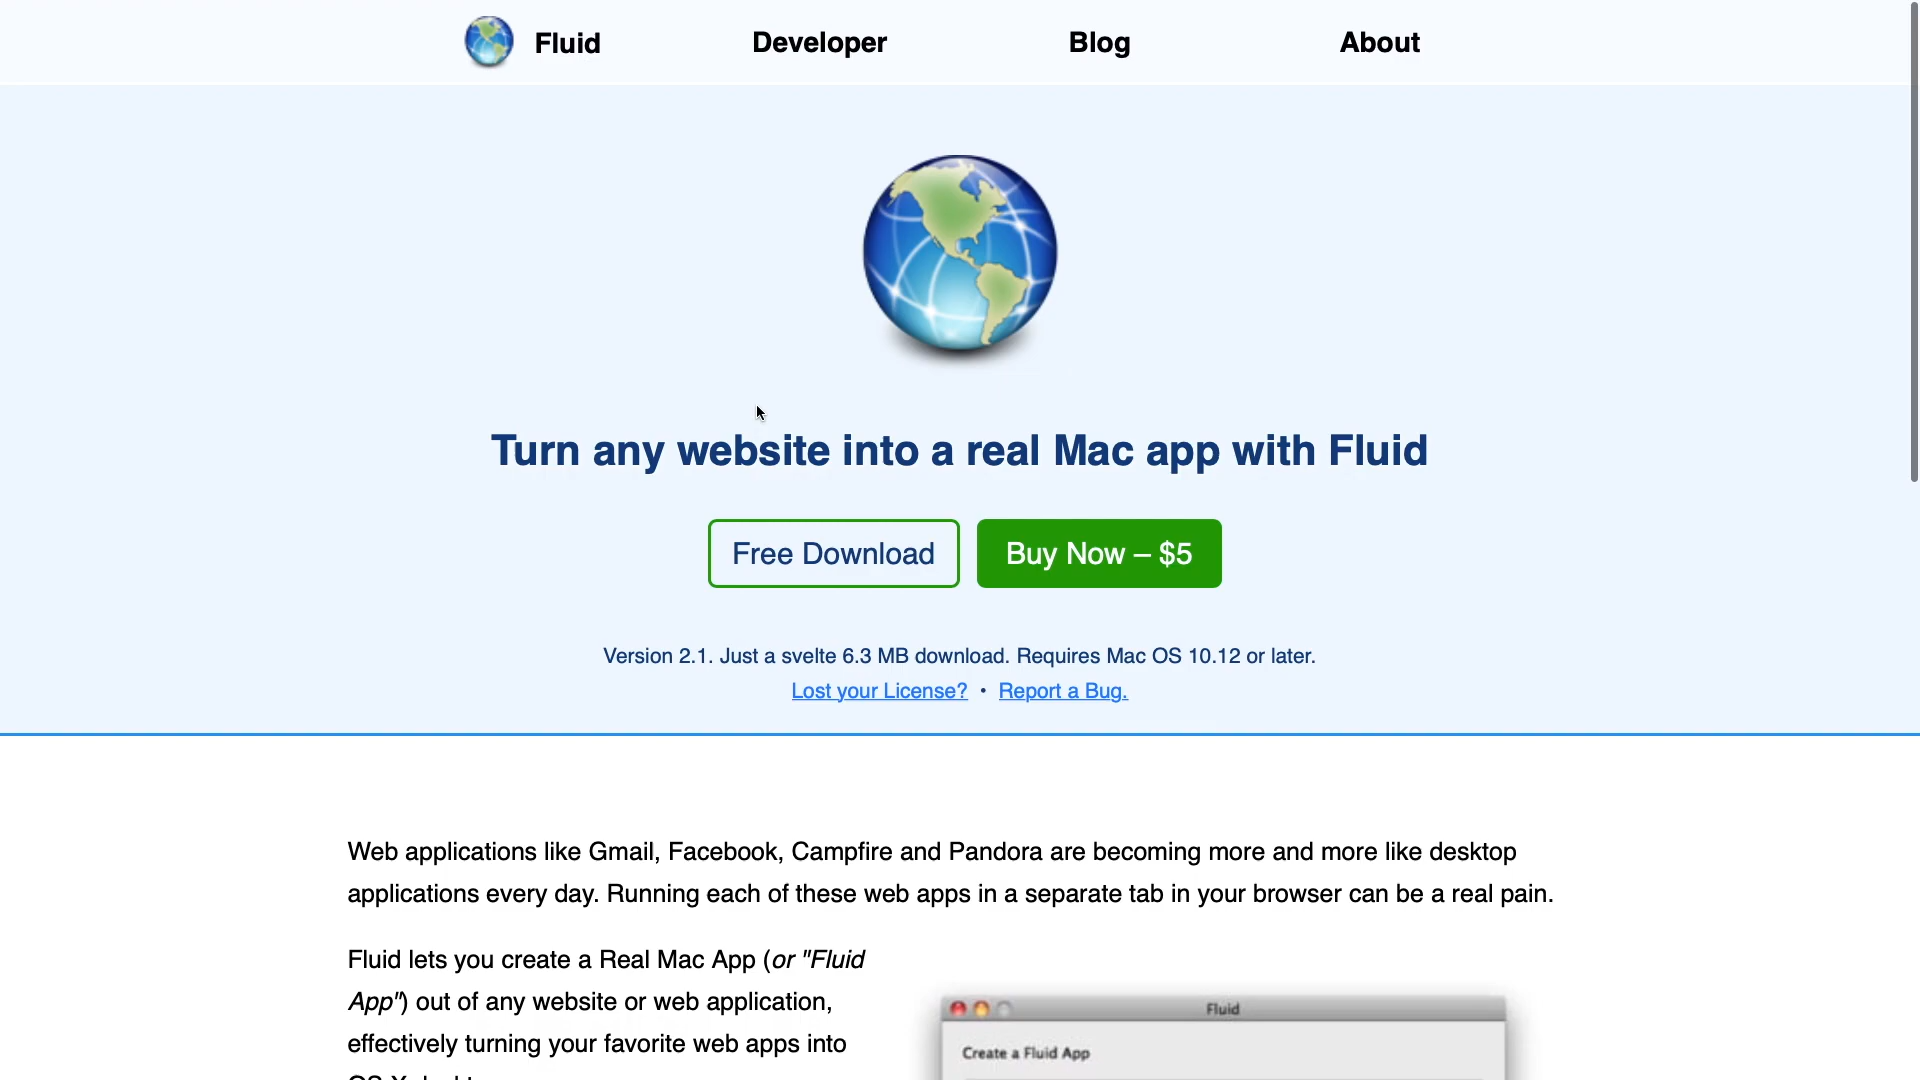 Fluid
Developer
Blog
About
Turn any website into a real Mac app with Fluid
Free Download
Buy Now – $5
Version 2.1. Just a svelte 6.3 MB download. Requires Mac OS 10.12 or later.
Lost your License? • Report a Bug.
Web applications like Gmail, Facebook, Campfire and Pandora are becoming more and more like desktop
applications every day. Running each of these web apps in a separate tab in your browser can be a real pain.
Fluid lets you create a Real Mac App (or "Fluid
App") out of any website or web application,
effectively turning your favorite web apps into
Fluid
Create a Fluid App